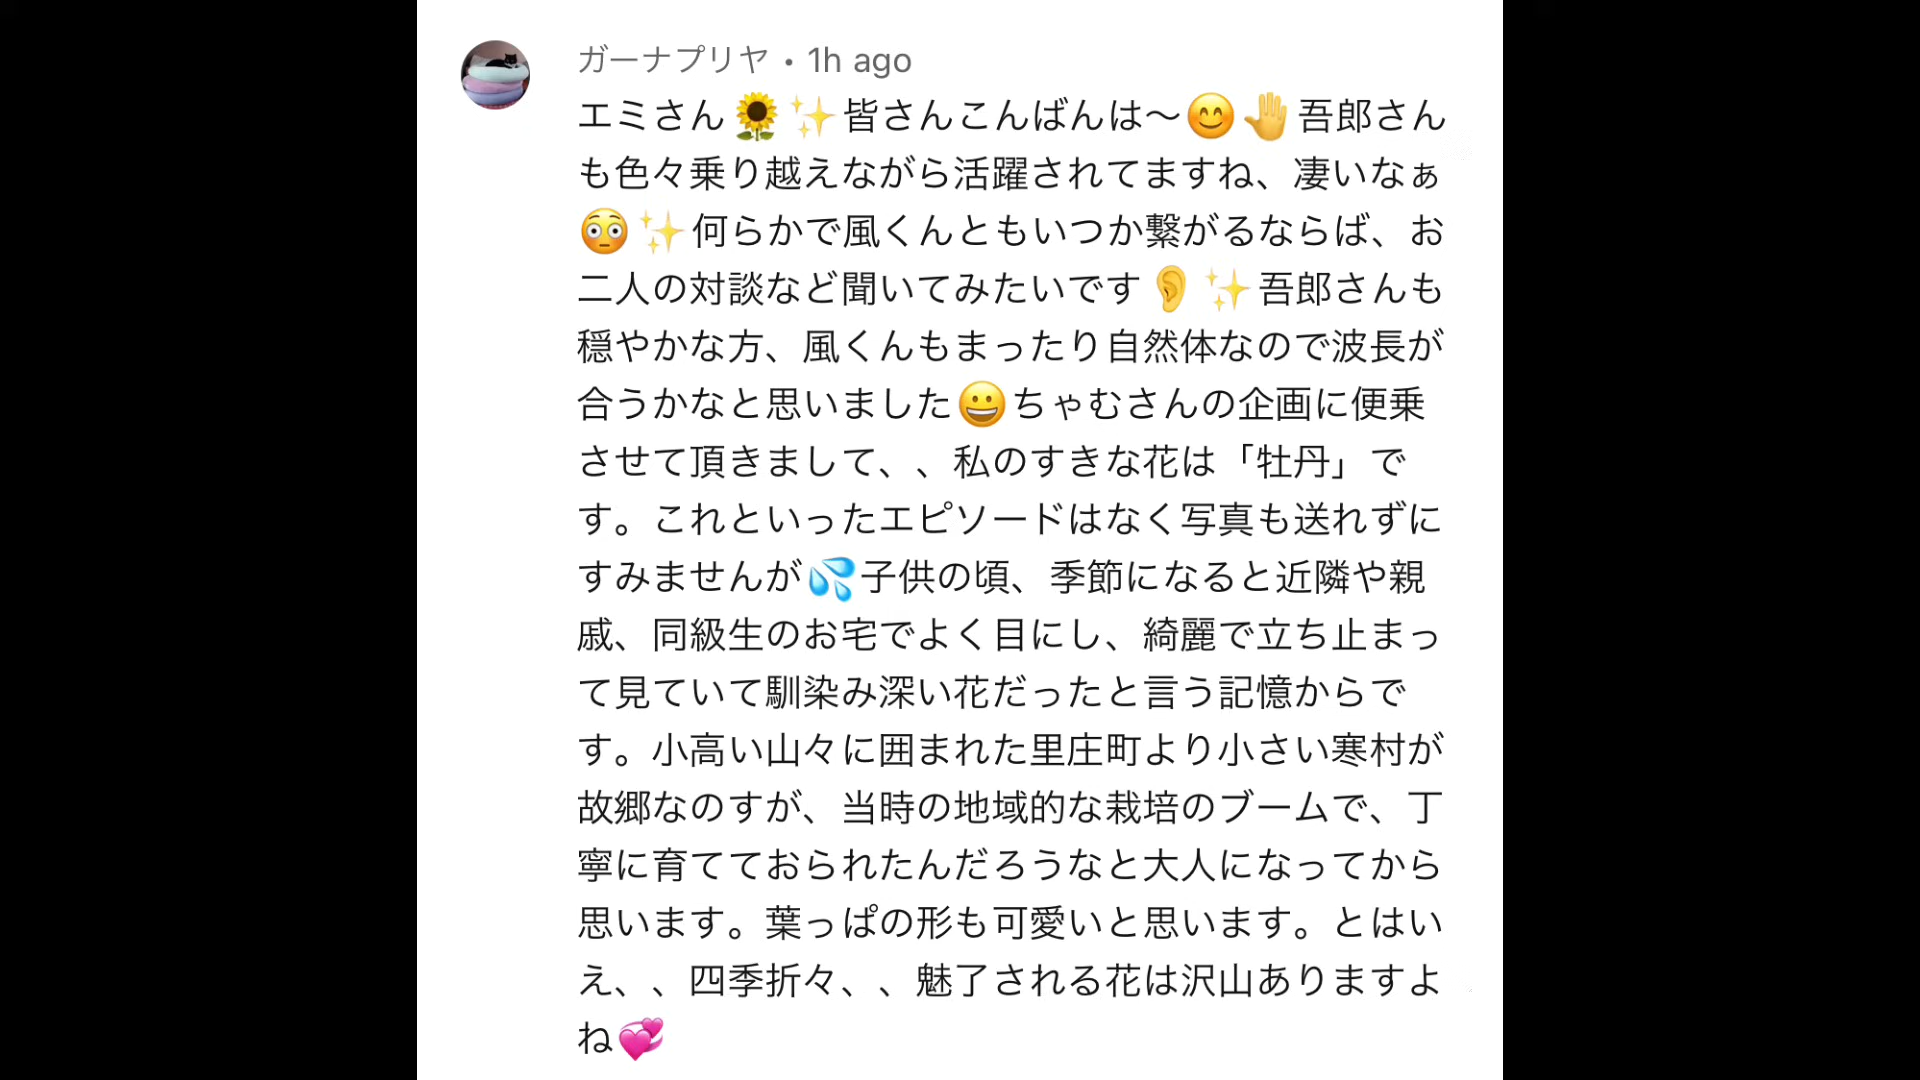 ガーナプリヤ • 1h ago
エミさん🌻✨皆さんこんばんは〜😊🤚吾郎さん
も色々乗り越えながら活躍されてますね、凄いなぁ
😳✨何らかで風くんともいつか繋がるならば、お
二人の対談など聞いてみたいです👂✨吾郎さんも
穏やかな方、風くんもまったり自然体なので波長が
合うかなと思いました😀ちゃむさんの企画に便乗
させて頂きまして、、私のすきな花は「牡丹」で
す。これといったエピソードはなく写真も送れずに
すみませんが💦子供の頃、季節になると近隣や親
戚、同級生のお宅でよく目にし、綺麗で立ち止まっ
て見ていて馴染み深い花だったと言う記憶からで
す。小高い山々に囲まれた里庄町より小さい寒村が
故郷なのすが、当時の地域的な栽培のブームで、丁
寧に育てておられたんだろうなと大人になってから
思います。葉っぱの形も可愛いと思います。とはい
え、、四季折々、、魅了される花は沢山ありますよ
ね💞